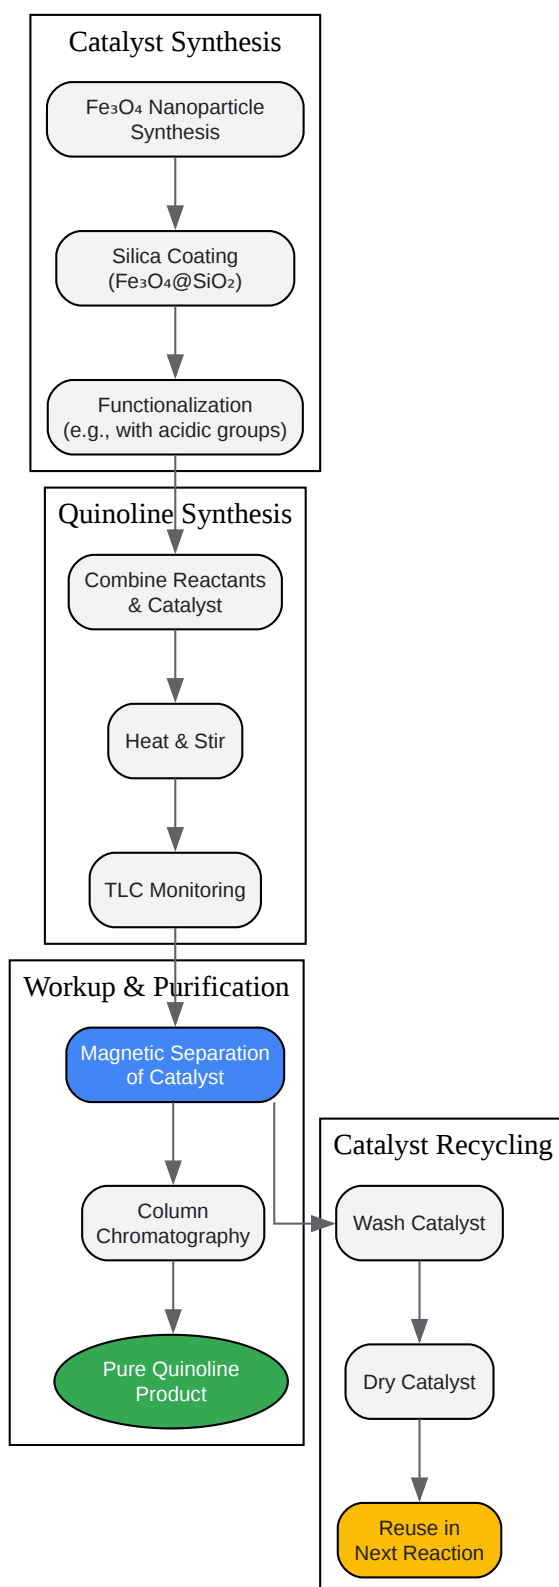 Catalyst Synthesis
Fe₃O₄ Nanoparticle
Synthesis
Silica Coating
(Fe₃O₄@SiO₂)
Functionalization
(e.g., with acidic groups)
Quinoline Synthesis
Combine Reactants
& Catalyst
Heat & Stir
TLC Monitoring
Workup & Purification
Magnetic Separation
of Catalyst
Column
Chromatography
Pure Quinoline
Product
Catalyst Recycling
Wash Catalyst
Dry Catalyst
Reuse in
Next Reaction